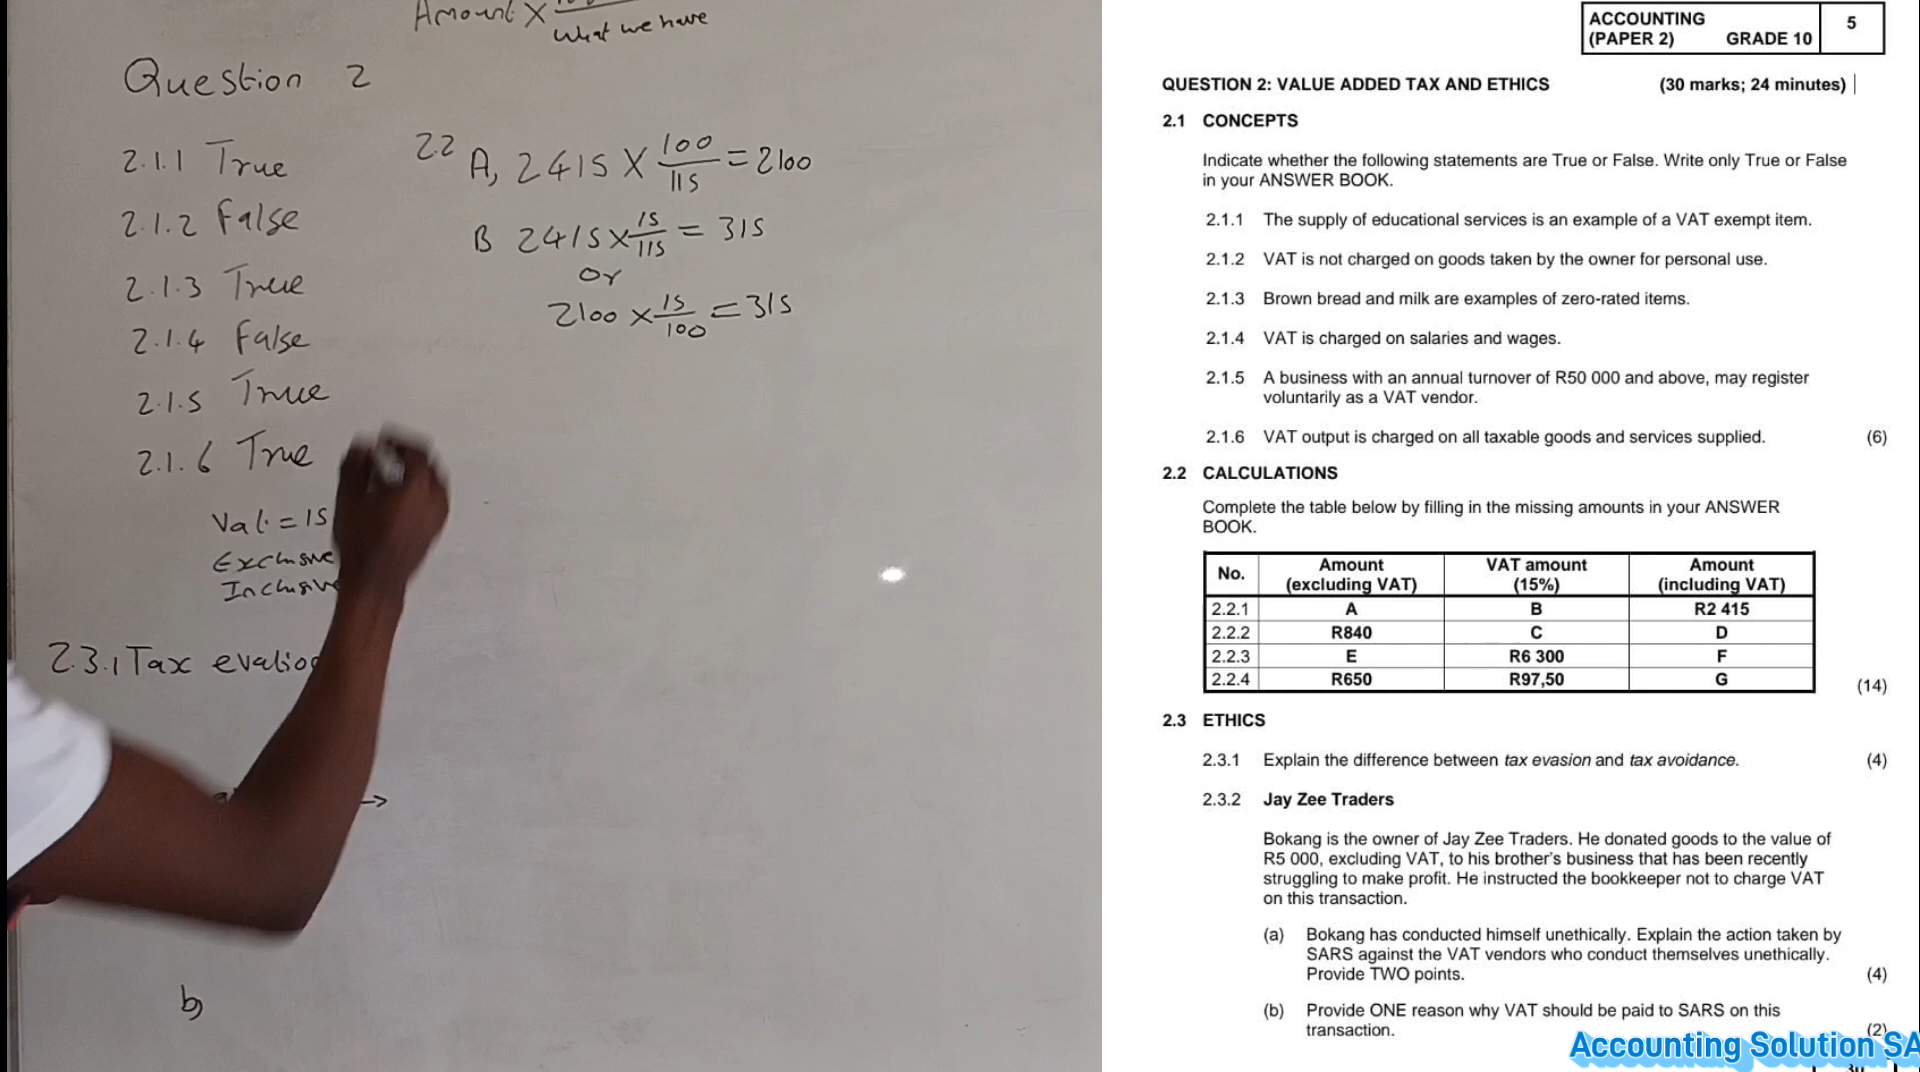 Amount X
What we have
Question 2
2.1.1 True
2.1.2 False
2.1.3 True
2.1.4 False
2.1.5 True
2.1.6 True
Vat = 15
Exclusive
Inclusive
2.3.1 Tax evatio
b)
2.2 A, 2415 X 100/115 = 2100
B 2415 x 15/115 = 315
or
2100 x 15/100 = 315
ACCOUNTING
(PAPER 2) GRADE 10 5
QUESTION 2: VALUE ADDED TAX AND ETHICS (30 marks; 24 minutes)
2.1 CONCEPTS
Indicate whether the following statements are True or False. Write only True or False
in your ANSWER BOOK.
2.1.1 The supply of educational services is an example of a VAT exempt item.
2.1.2 VAT is not charged on goods taken by the owner for personal use.
2.1.3 Brown bread and milk are examples of zero-rated items.
2.1.4 VAT is charged on salaries and wages.
2.1.5 A business with an annual turnover of R50 000 and above, may register
voluntarily as a VAT vendor.
2.1.6 VAT output is charged on all taxable goods and services supplied. (6)
2.2 CALCULATIONS
Complete the table below by filling in the missing amounts in your ANSWER
BOOK.
No. Amount (excluding VAT) VAT amount (15%) Amount (including VAT)
2.2.1 A B R2 415
2.2.2 R840 C D
2.2.3 E R6 300 F
2.2.4 R650 R97,50 G
(14)
2.3 ETHICS
2.3.1 Explain the difference between tax evasion and tax avoidance. (4)
2.3.2 Jay Zee Traders
Bokang is the owner of Jay Zee Traders. He donated goods to the value of
R5 000, excluding VAT, to his brother's business that has been recently
struggling to make profit. He instructed the bookkeeper not to charge VAT
on this transaction.
(a) Bokang has conducted himself unethically. Explain the action taken by
SARS against the VAT vendors who conduct themselves unethically.
Provide TWO points. (4)
(b) Provide ONE reason why VAT should be paid to SARS on this
transaction. (2)
Accounting Solution SA